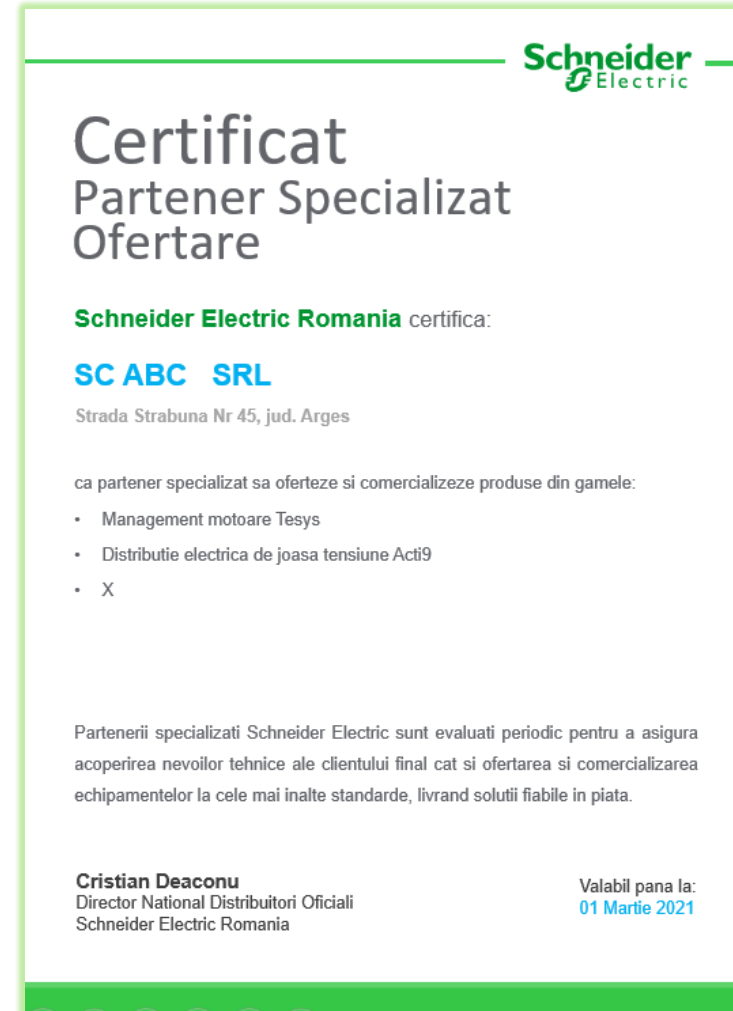 Schneider
Electric
Certificat
Partener Specializat
Ofertare
Schneider Electric Romania certifica:
SC ABC SRL
Strada Strabuna Nr 45, jud. Arges
ca partener specializat sa oferteze si comercializeze produse din gamele:
• Management motoare Tesys
• Distributie electrica de joasa tensiune Acti9
• X
Partenerii specializati Schneider Electric sunt evaluati periodic pentru a asigura
acoperirea nevoilor tehnice ale clientului final cat si ofertarea si comercializarea
echipamentelor la cele mai inalte standarde, livrand solutii fiabile in piata.
Cristian Deaconu
Director National Distribuitori Oficiali
Schneider Electric Romania
Valabil pana la:
01 Martie 2021